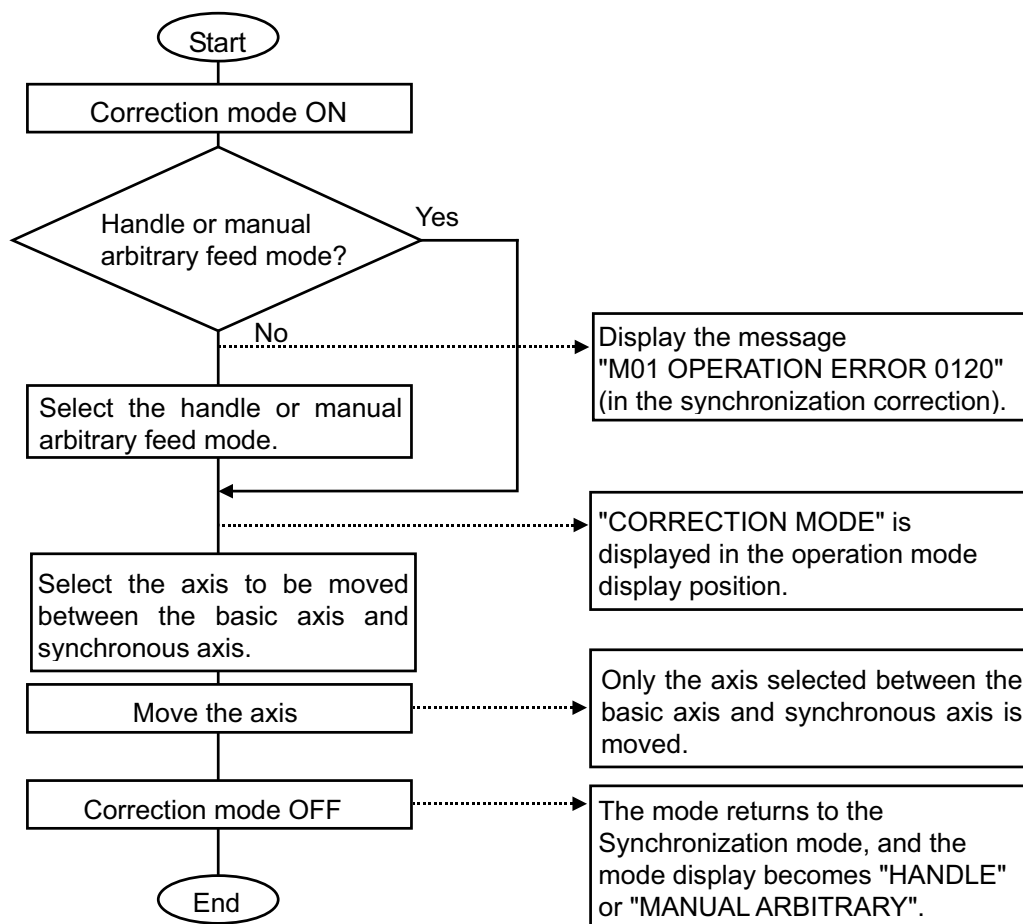 Start
Correction mode ON
Handle or manual
arbitrary feed mode?
Yes
No
Display the message
"M01 OPERATION ERROR 0120"
(in the synchronization correction).
Select the handle or manual
arbitrary feed mode.
"CORRECTION MODE" is
displayed in the operation mode
display position.
Select the axis to be moved
between the basic axis and
synchronous axis.
Only the axis selected between the
basic axis and synchronous axis is
moved.
Move the axis
Correction mode OFF
The mode returns to the
Synchronization mode, and the
mode display becomes "HANDLE"
or "MANUAL ARBITRARY".
End